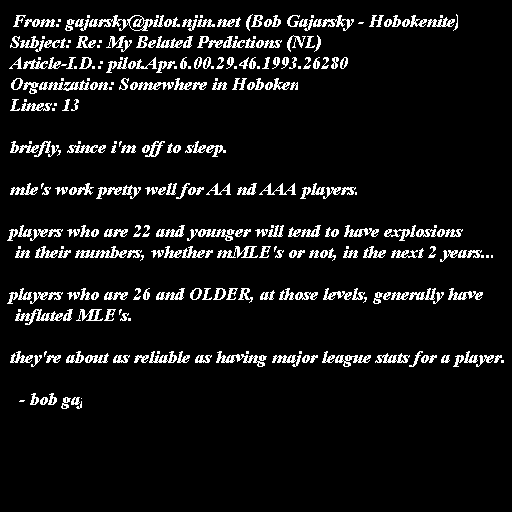 From: gajarsky@pilot.njin.net (Bob Gajarsky - Hobokenite)
Subject: Re: My Belated Predictions (NL)
Article-I.D.: pilot.Apr.6.00.29.46.1993.26280
Organization: Somewhere in Hoboken
Lines: 13
briefly, since i'm off to sleep.
mle's work pretty well for AA nd AAA players.
players who are 22 and younger will tend to have explosions
in their numbers, whether mMLE's or not, in the next 2 years...
players who are 26 and OLDER, at those levels, generally have
inflated MLE's.
they're about as reliable as having major league stats for a player.
- bob gaj